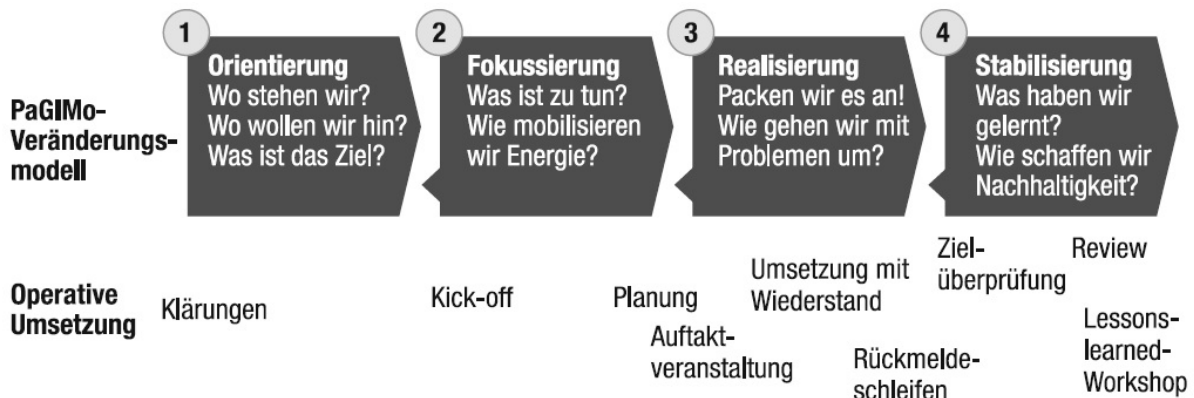 1
Orientierung
Wo stehen wir?
Wo wollen wir hin?
Was ist das Ziel?
2
Fokussierung
Was ist zu tun?
Wie mobilisieren
wir Energie?
3
Realisierung
Packen wir es an!
Wie gehen wir mit
Problemen um?
4
Stabilisierung
Was haben wir
gelernt?
Wie schaffen wir
Nachhaltigkeit?
PaGIMo-
Veränderungs-
modell
Operative
Umsetzung
Klärungen
Kick-off
Planung
Auftakt-
veranstaltung
Umsetzung mit
Wiederstand
Rückmelde-
schleifen
Ziel-
überprüfung
Review
Lessons-
learned-
Workshop